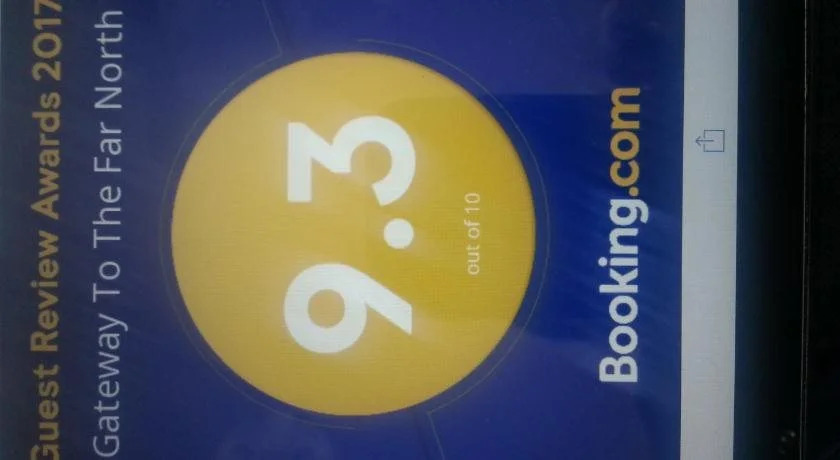 Guest Review Awards 2017
Gateway To The Far North
9.3
out of 10
Booking.com